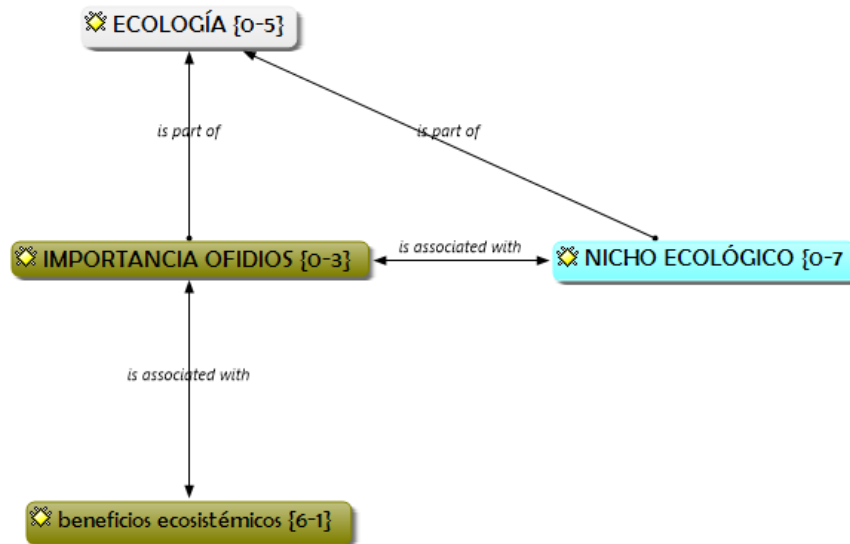 ECOLOGÍA {0-5}
is part of
is part of
IMPORTANCIA OFIDIOS {0-3}
is associated with
NICHO ECOLÓGICO {0-7
is associated with
beneficios ecosistémicos {6-1}